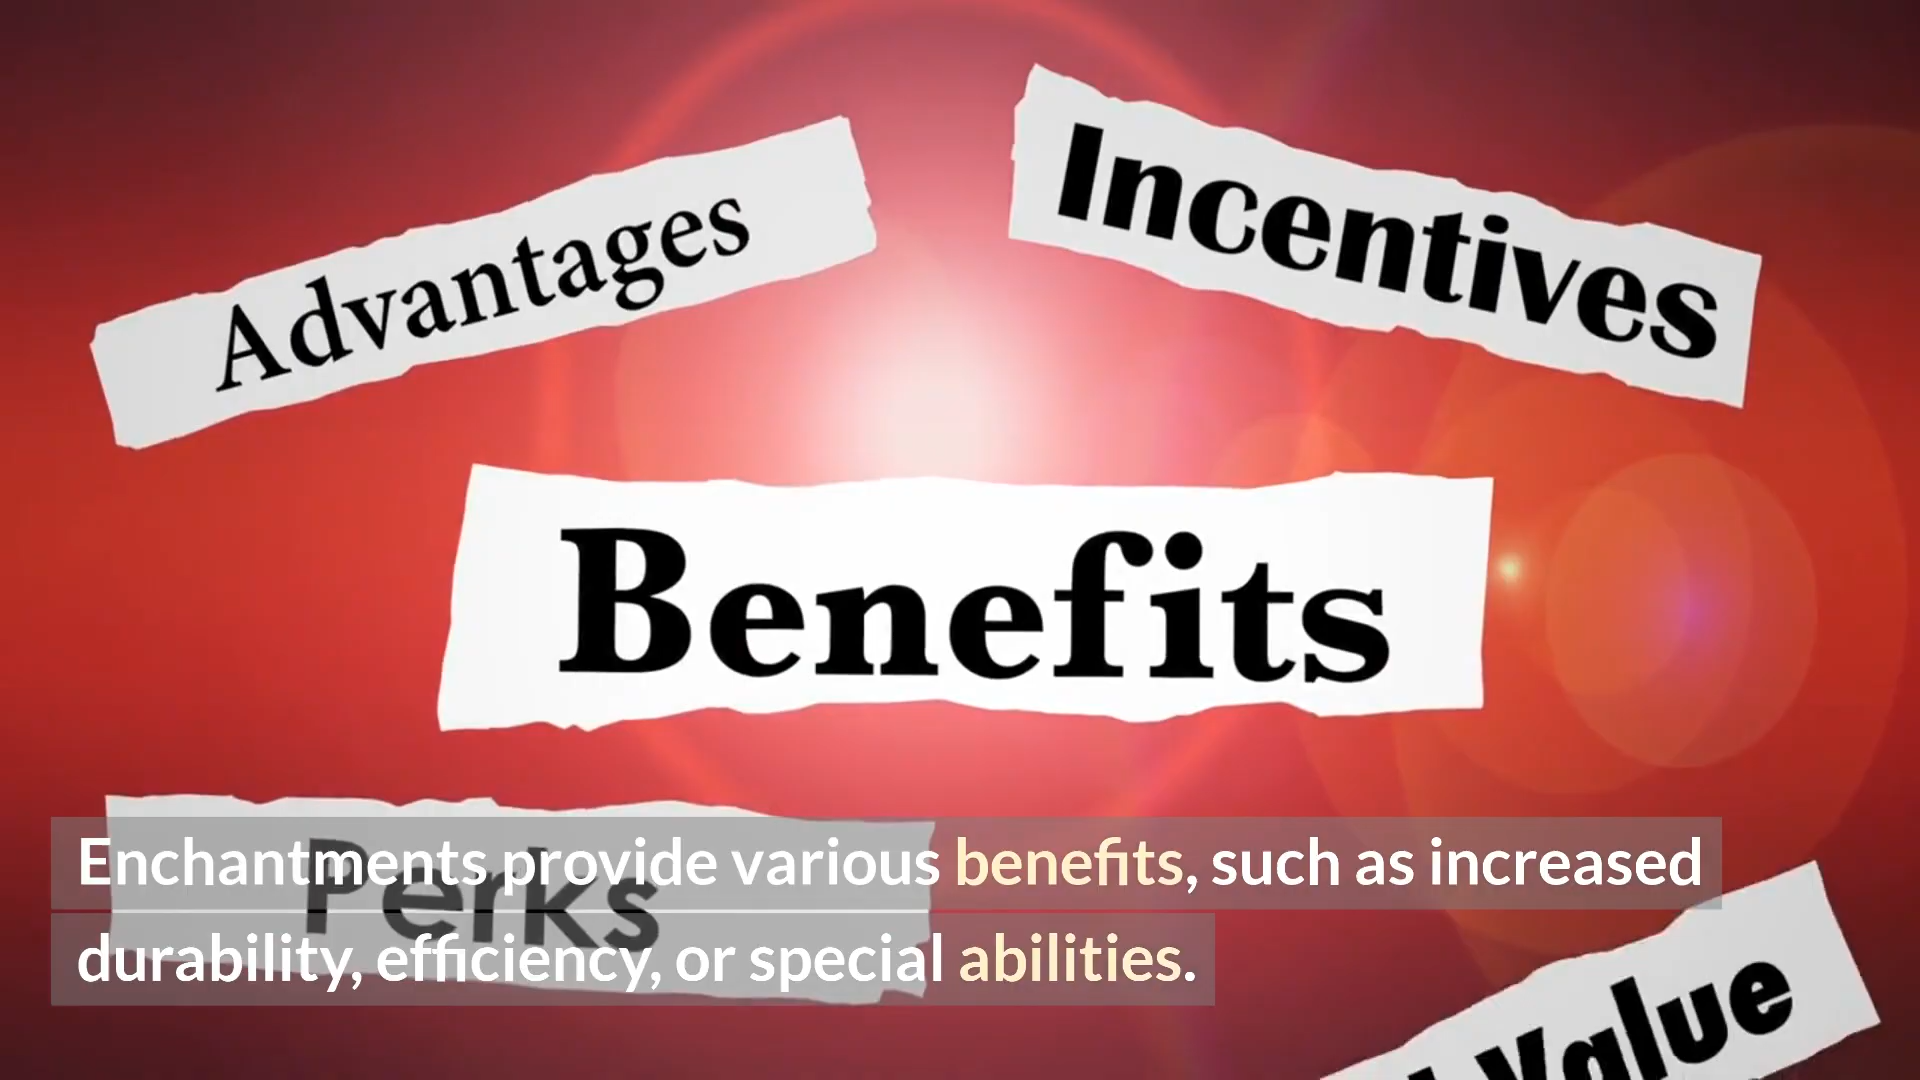 Advantages
Incentives
Benefits
Perks
Enchantments provide various benefits, such as increased
durability, efficiency, or special abilities.
Value